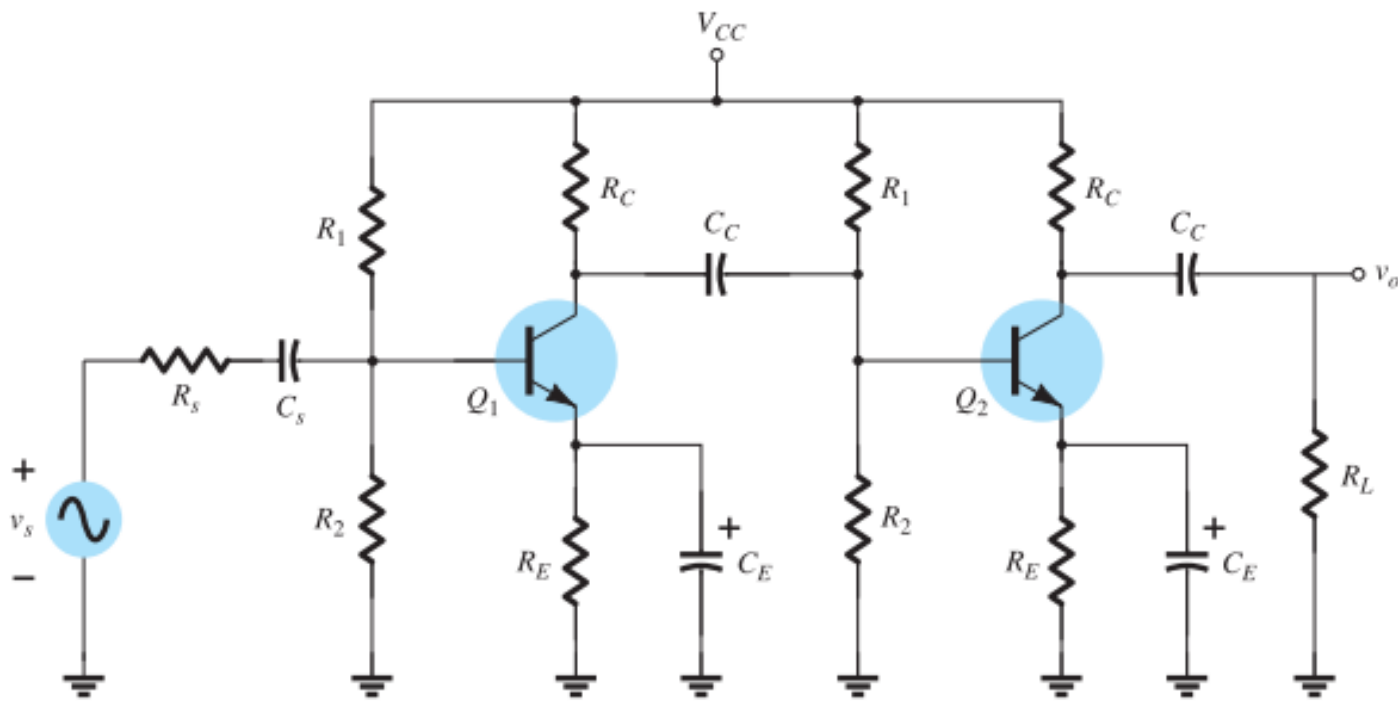 V_CC
R_C
R_1
R_C
R_1
C_C
C_C
v_o
R_s
C_s
Q_1
Q_2
+
v_s
−
R_2
R_E
+
C_E
R_2
R_E
+
C_E
R_L